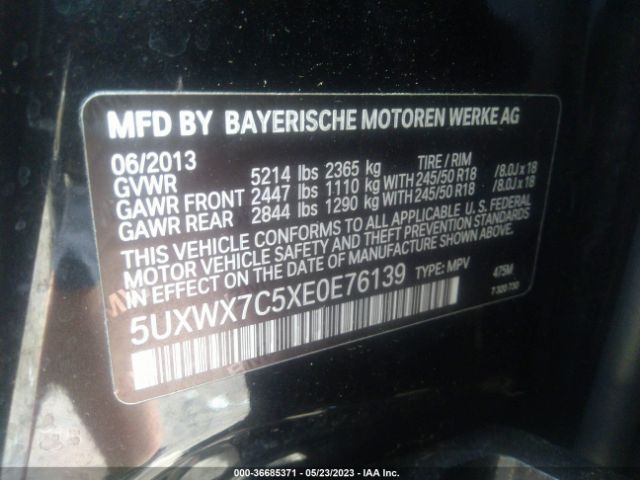 MFD BY BAYERISCHE MOTOREN WERKE AG
06/2013 TIRE / RIM
GVWR 5214 lbs 2365 kg
GAWR FRONT 2447 lbs 1110 kg WITH 245/50 R18 /8.0J x 18
GAWR REAR 2844 lbs 1290 kg WITH 245/50 R18 /8.0J x 18
THIS VEHICLE CONFORMS TO ALL APPLICABLE U.S. FEDERAL
MOTOR VEHICLE SAFETY AND THEFT PREVENTION STANDARDS
IN EFFECT ON THE DATE OF MANUFACTURE SHOWN ABOVE.
5UXWX7C5XE0E76139 TYPE: MPV 475M
7 320 730
000-36685371 - 05/23/2023 - IAA Inc.